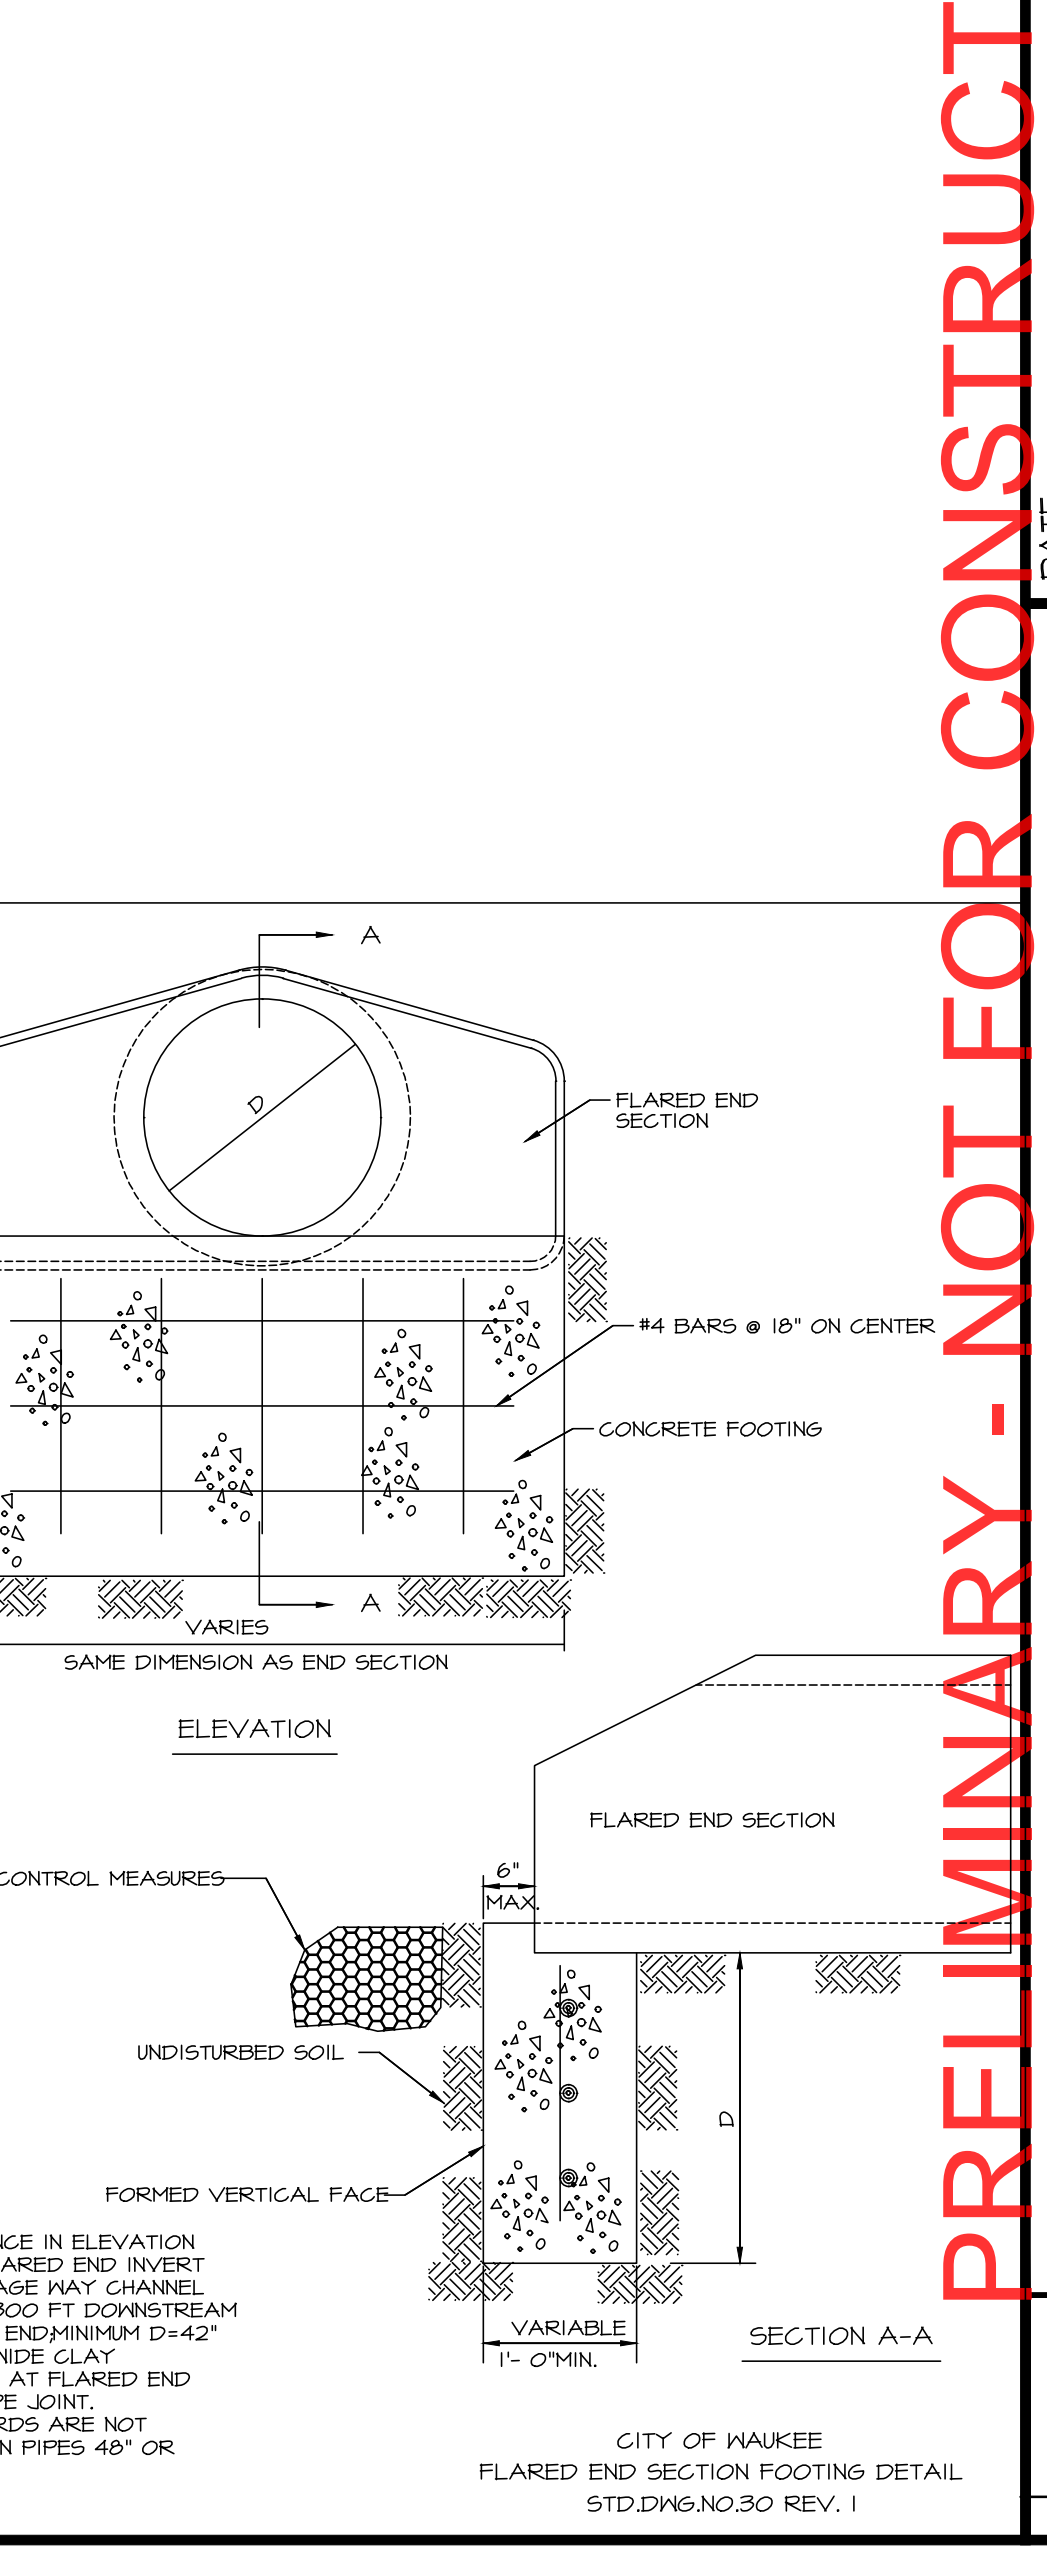 A
D
FLARED END
SECTION
#4 BARS @ 18" ON CENTER
CONCRETE FOOTING
A
VARIES
SAME DIMENSION AS END SECTION
ELEVATION
FLARED END SECTION
6"
MAX.
CONTROL MEASURES
UNDISTURBED SOIL
D
FORMED VERTICAL FACE
NCE IN ELEVATION
ARED END INVERT
AGE WAY CHANNEL
300 FT DOWNSTREAM
END;MINIMUM D=42"
WIDE CLAY
AT FLARED END
PE JOINT.
RDS ARE NOT
N PIPES 48" OR
VARIABLE
1'- 0"MIN.
SECTION A-A
CITY OF WAUKEE
FLARED END SECTION FOOTING DETAIL
STD.DWG.NO.30 REV. 1
PRELIMINARY - NOT FOR CONSTRUCT
DATE